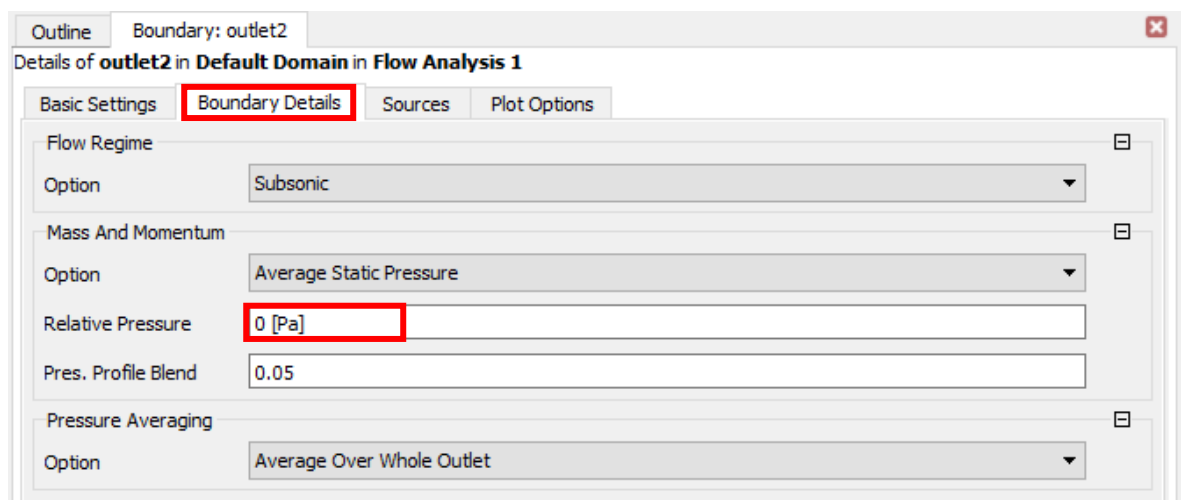 Outline Boundary: outlet2
Details of outlet2 in Default Domain in Flow Analysis 1
Basic Settings Boundary Details Sources Plot Options
Flow Regime
Option Subsonic
Mass And Momentum
Option Average Static Pressure
Relative Pressure 0 [Pa]
Pres. Profile Blend 0.05
Pressure Averaging
Option Average Over Whole Outlet